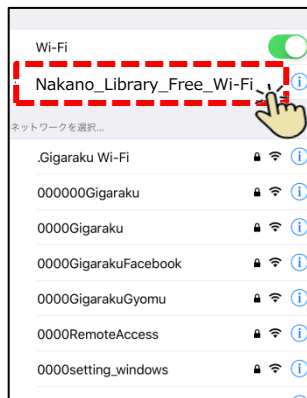 Wi-Fi
Nakano_Library_Free_Wi-Fi
ネットワークを選択...
.Gigaraku Wi-Fi
000000Gigaraku
0000Gigaraku
0000GigarakuFacebook
0000GigarakuGyomu
0000RemoteAccess
0000setting_windows